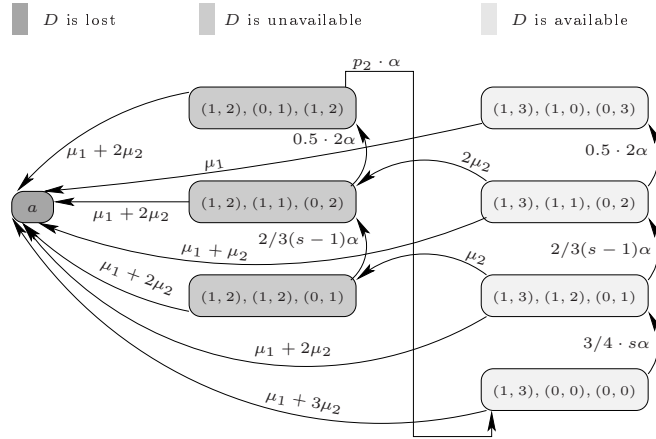 D is lost
D is unavailable
D is available
p₂ · α
(1, 2), (0, 1), (1, 2)
(1, 3), (1, 0), (0, 3)
μ₁ + 2μ₂
0.5 · 2α
μ₁
2μ₂
0.5 · 2α
a
(1, 2), (1, 1), (0, 2)
(1, 3), (1, 1), (0, 2)
μ₁ + 2μ₂
μ₁ + μ₂
2/3(s − 1)α
2/3(s − 1)α
μ₁ + 2μ₂
μ₂
(1, 2), (1, 2), (0, 1)
(1, 3), (1, 2), (0, 1)
μ₁ + 2μ₂
3/4 · sα
μ₁ + 3μ₂
(1, 3), (0, 0), (0, 0)